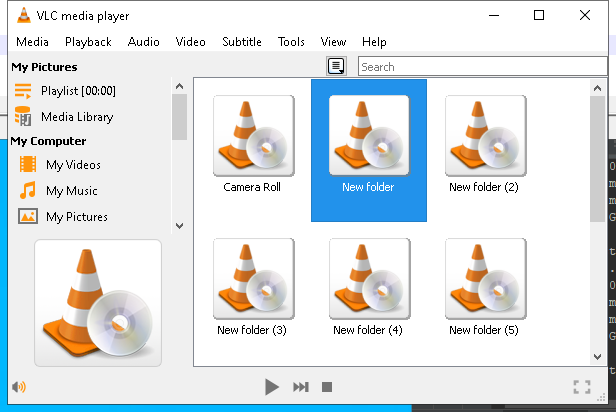 VLC media player
Media Playback Audio Video Subtitle Tools View Help
My Pictures
Search
Playlist [00:00]
Media Library
My Computer
My Videos
My Music
My Pictures
Camera Roll
New folder
New folder (2)
New folder (3)
New folder (4)
New folder (5)